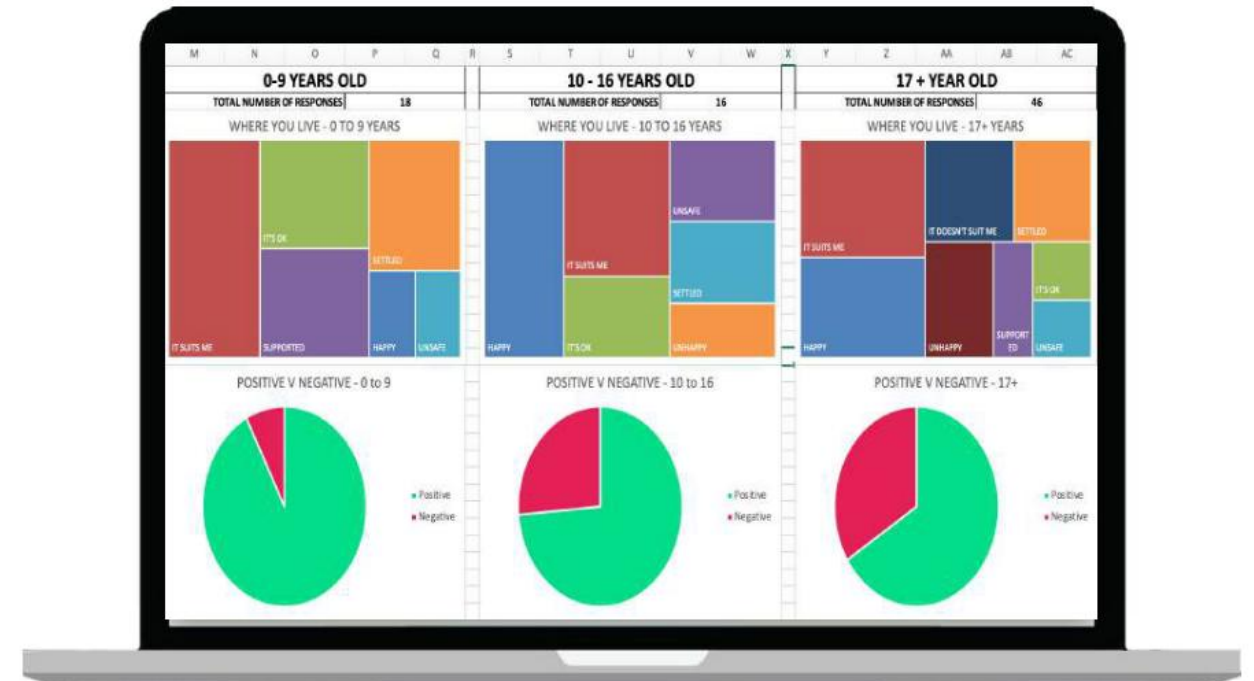 M N O P Q R S T U V W X Y Z AA AB AC
0-9 YEARS OLD
TOTAL NUMBER OF RESPONSES 18
WHERE YOU LIVE - 0 TO 9 YEARS
IT'S OK
SETTLED
IT SUITS ME
SUPPORTED
HAPPY
UNSAFE
POSITIVE V NEGATIVE - 0 to 9
Positive
Negative
10 - 16 YEARS OLD
TOTAL NUMBER OF RESPONSES 16
WHERE YOU LIVE - 10 TO 16 YEARS
UNSAFE
IT SUITS ME
SETTLED
HAPPY
IT'S OK
UNHAPPY
POSITIVE V NEGATIVE - 10 to 16
Positive
Negative
17 + YEAR OLD
TOTAL NUMBER OF RESPONSES 46
WHERE YOU LIVE - 17+ YEARS
IT DOESN'T SUIT ME
SETTLED
IT SUITS ME
IT'S OK
HAPPY
UNHAPPY
SUPPORT
ED
UNSAFE
POSITIVE V NEGATIVE - 17+
Positive
Negative